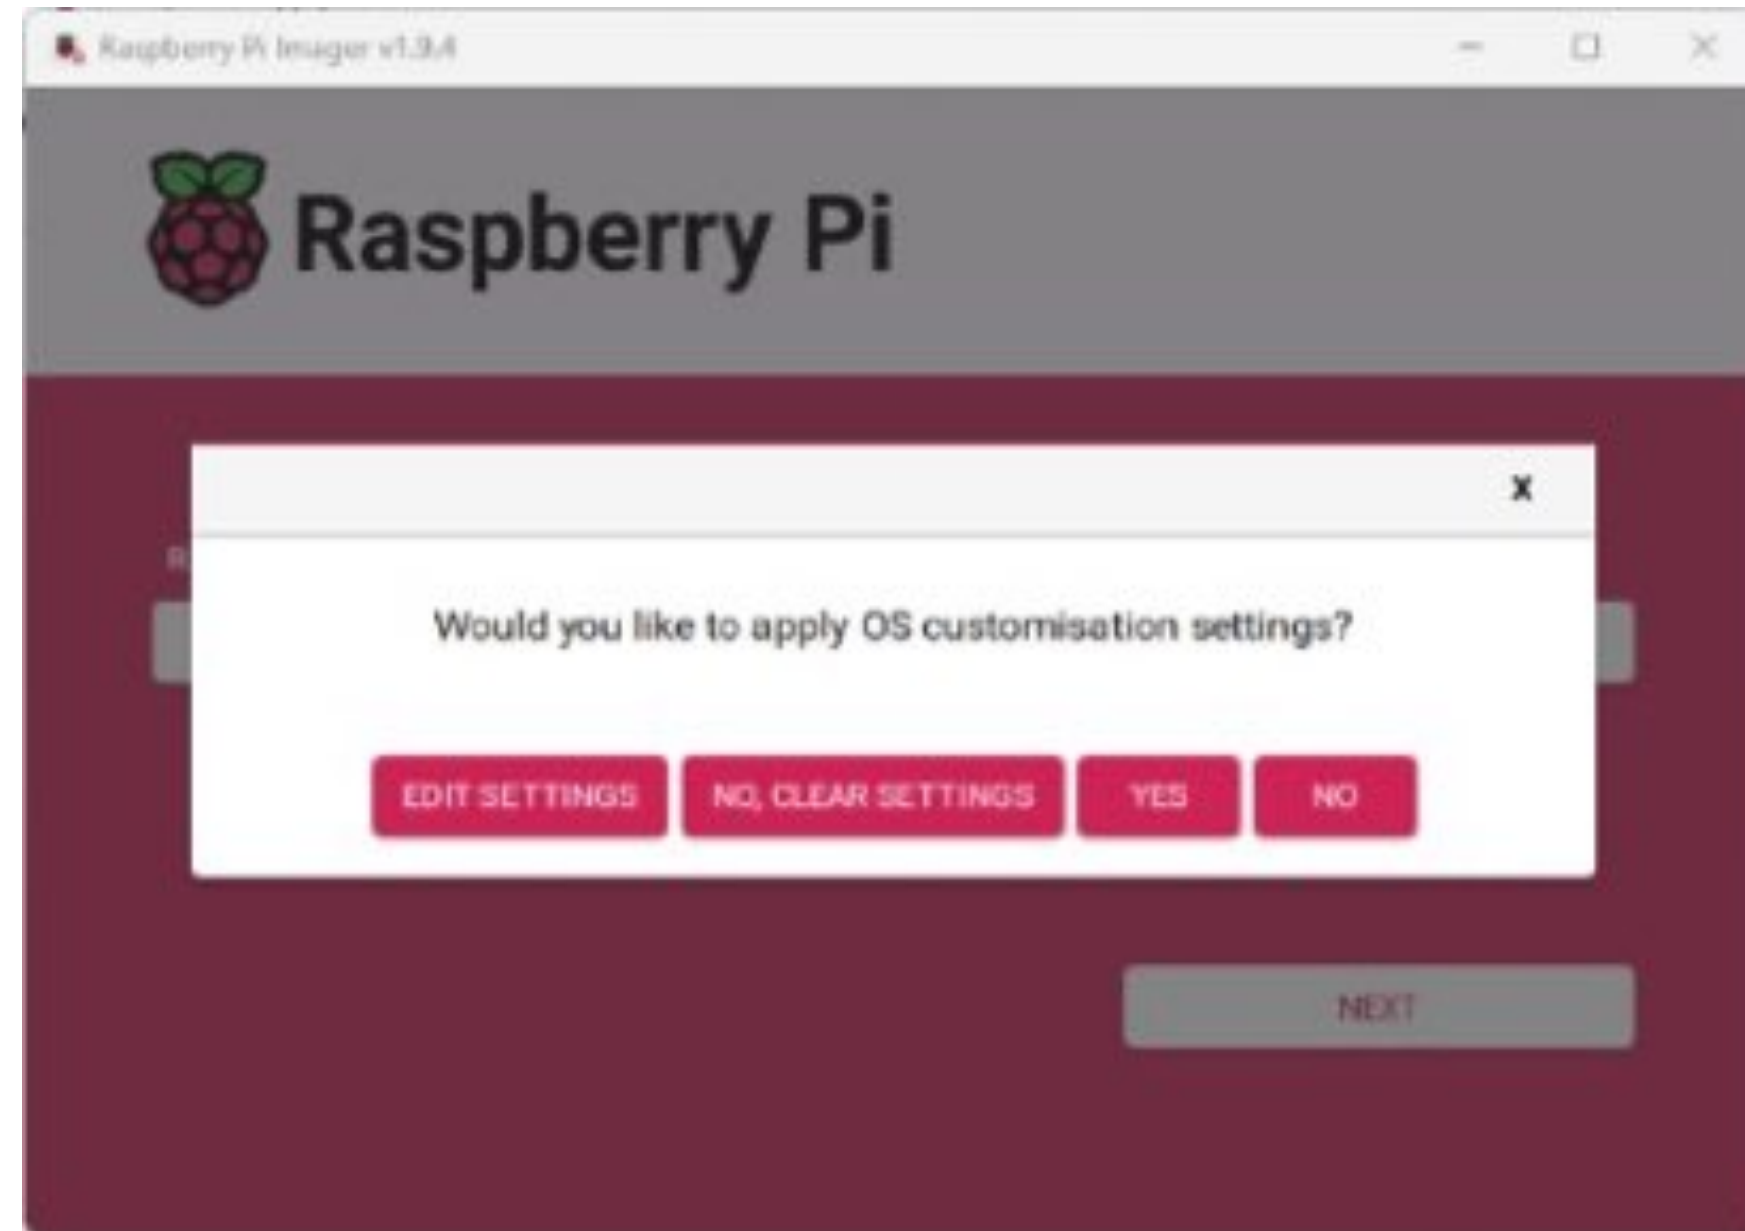 Raspberry Pi Imager v1.9.4
Raspberry Pi
X
Would you like to apply OS customisation settings?
EDIT SETTINGS NO, CLEAR SETTINGS YES NO
NEXT